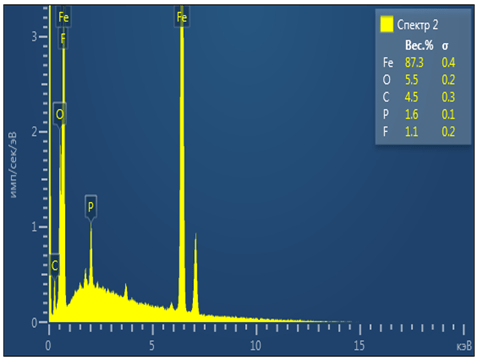 Fe
F
O
P
C
Fe
Спектр 2
Вес.% σ
Fe 87.3 0.4
O 5.5 0.2
C 4.5 0.3
P 1.6 0.1
F 1.1 0.2
имп/сек/эВ
3
2
1
0
0 5 10 15 кэВ